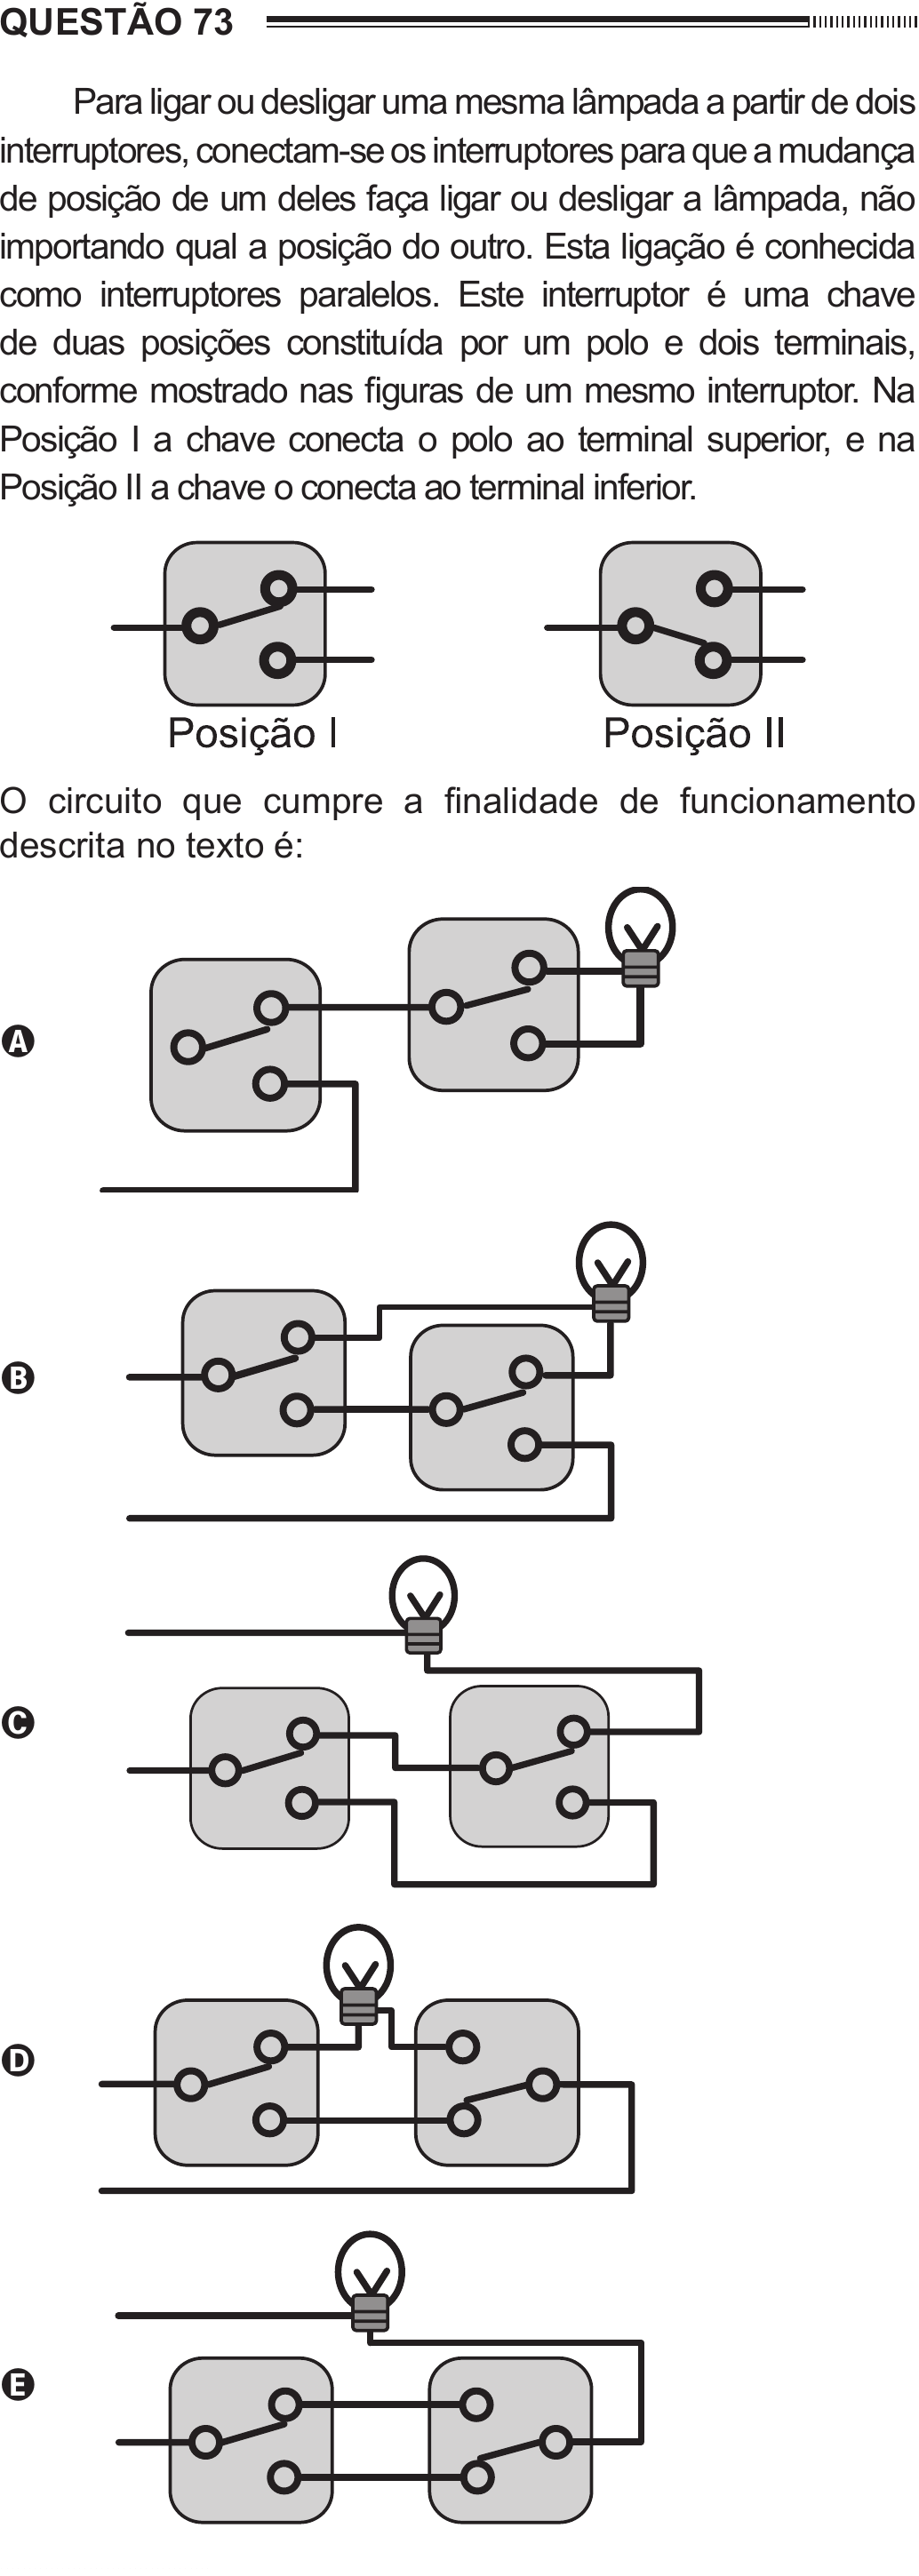 QUESTÃO 73
Para ligar ou desligar uma mesma lâmpada a partir de dois
interruptores, conectam-se os interruptores para que a mudança
de posição de um deles faça ligar ou desligar a lâmpada, não
importando qual a posição do outro. Esta ligação é conhecida
como interruptores paralelos. Este interruptor é uma chave
de duas posições constituída por um polo e dois terminais,
conforme mostrado nas figuras de um mesmo interruptor. Na
Posição I a chave conecta o polo ao terminal superior, e na
Posição II a chave o conecta ao terminal inferior.
Posição I
Posição II
O circuito que cumpre a finalidade de funcionamento
descrita no texto é:
A
B
C
D
E